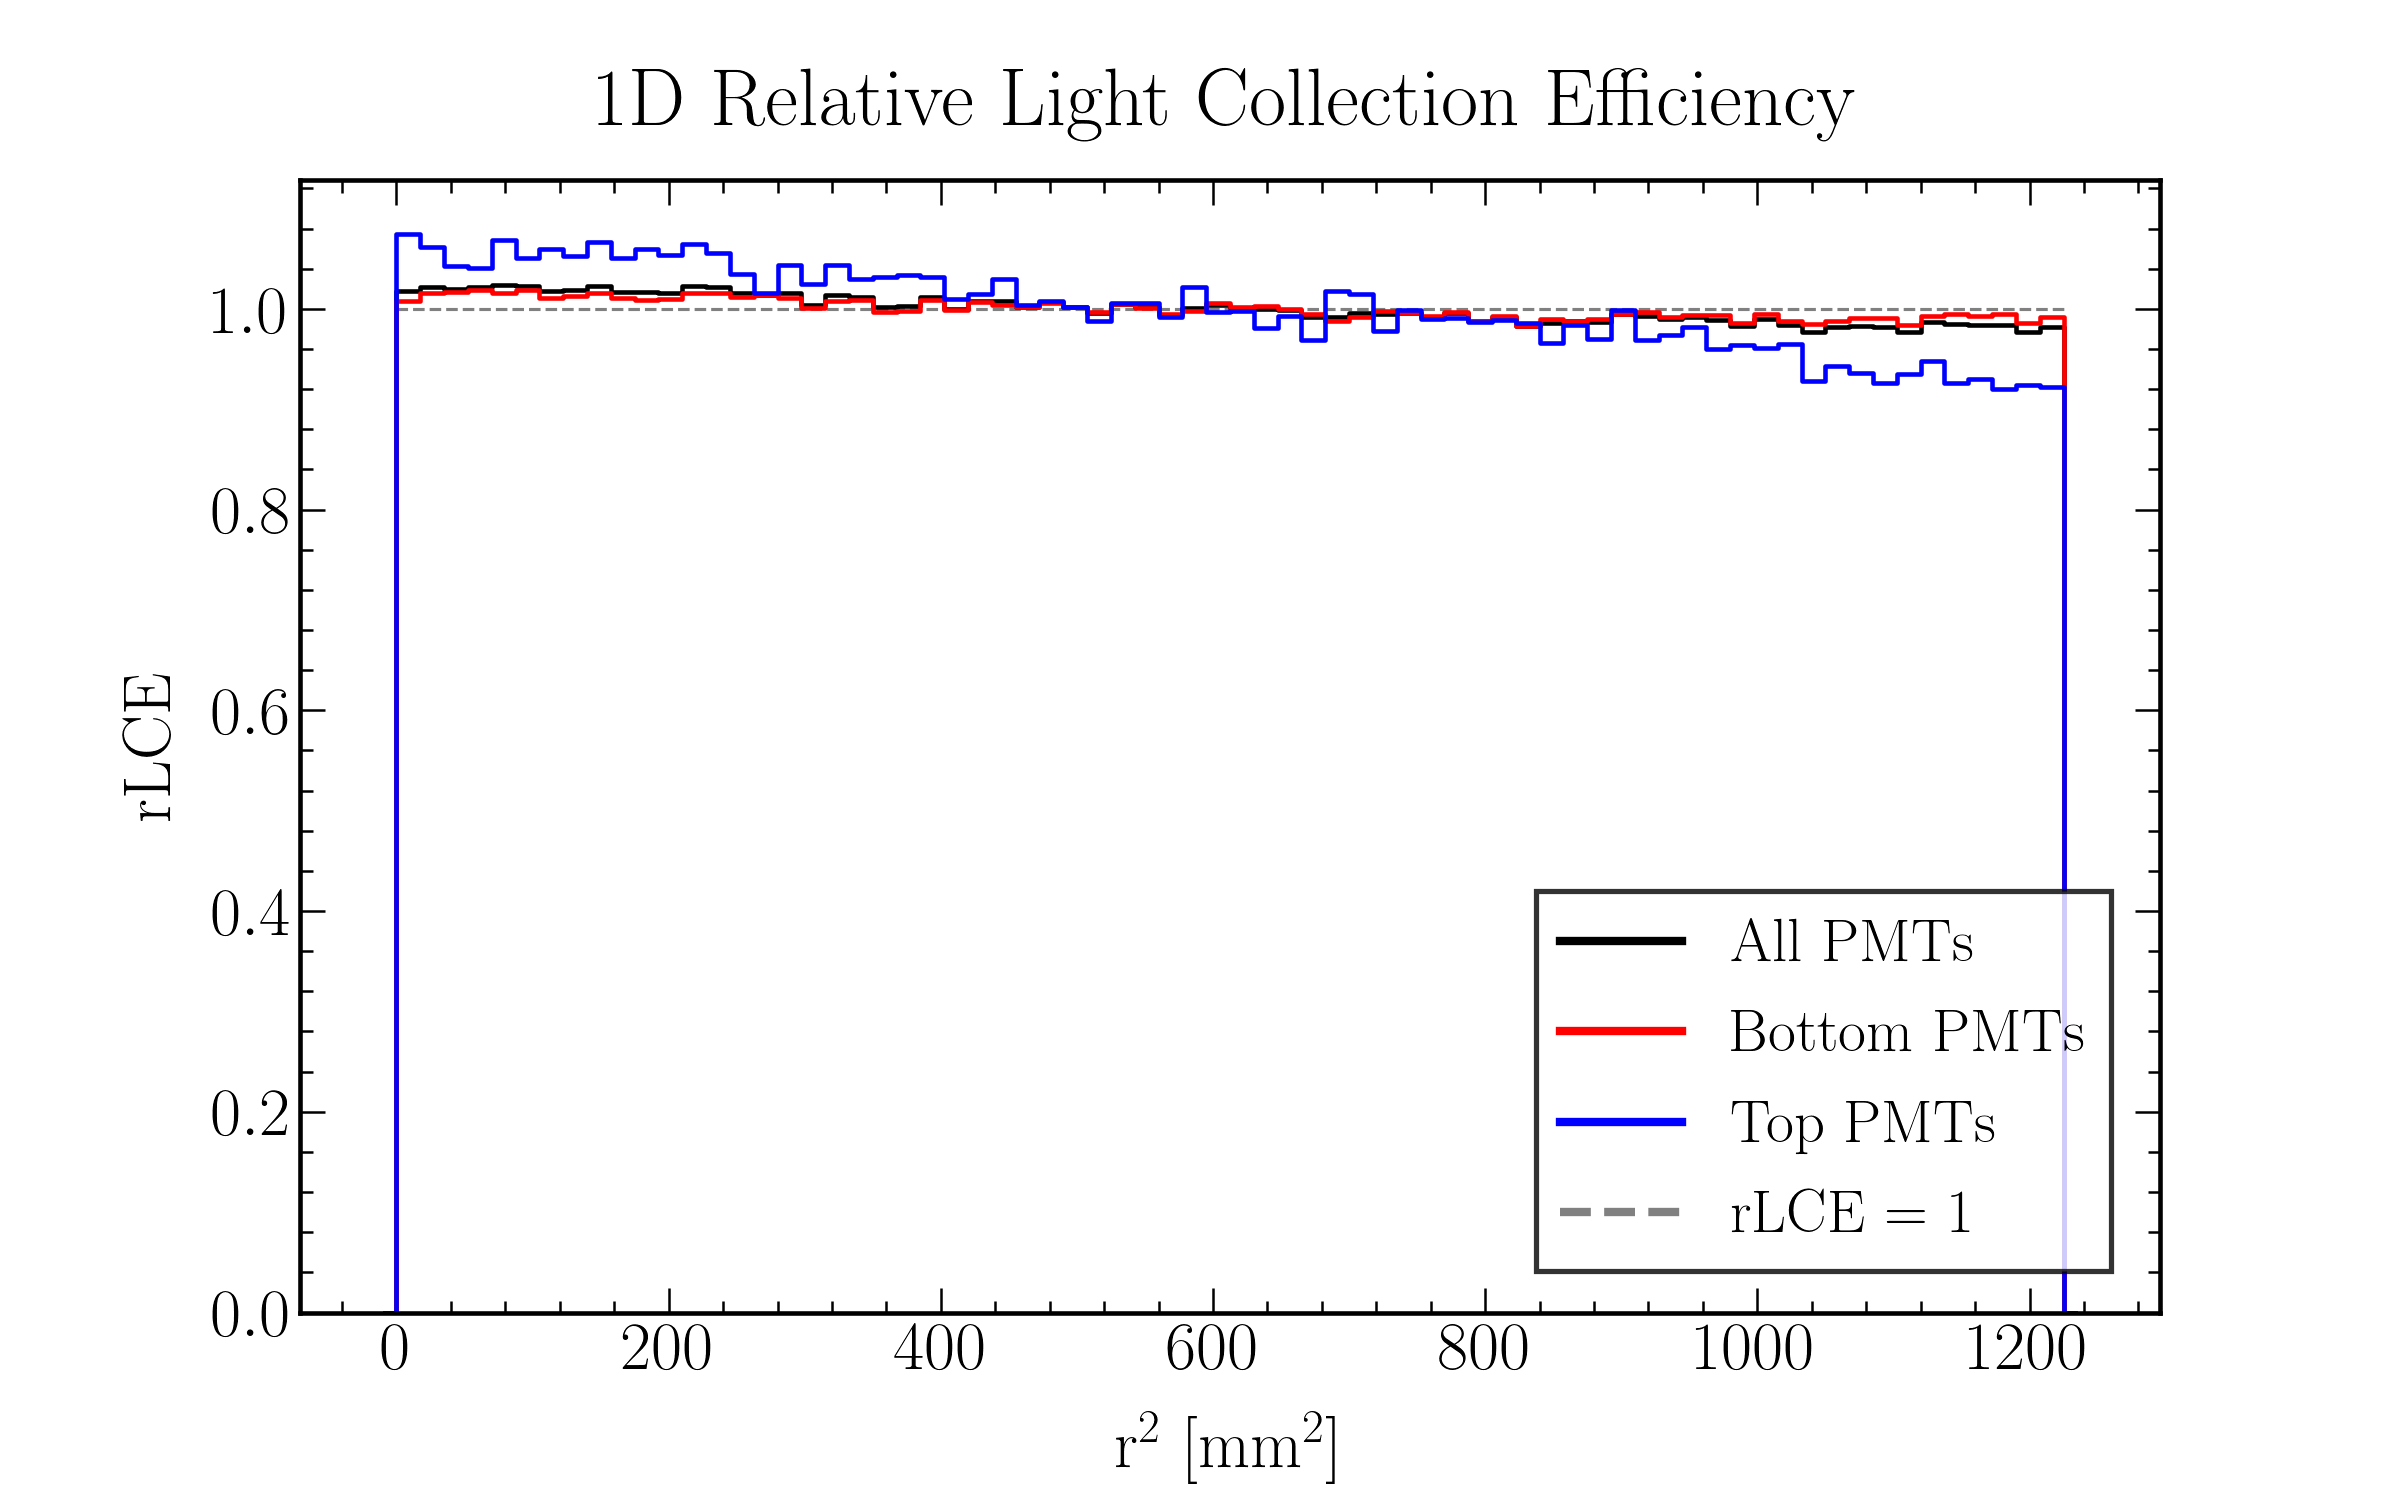 1D Relative Light Collection Efficiency
rLCE
1.0
0.8
0.6
0.4
0.2
0.0
0 200 400 600 800 1000 1200
r² [mm²]
All PMTs
Bottom PMTs
Top PMTs
rLCE = 1